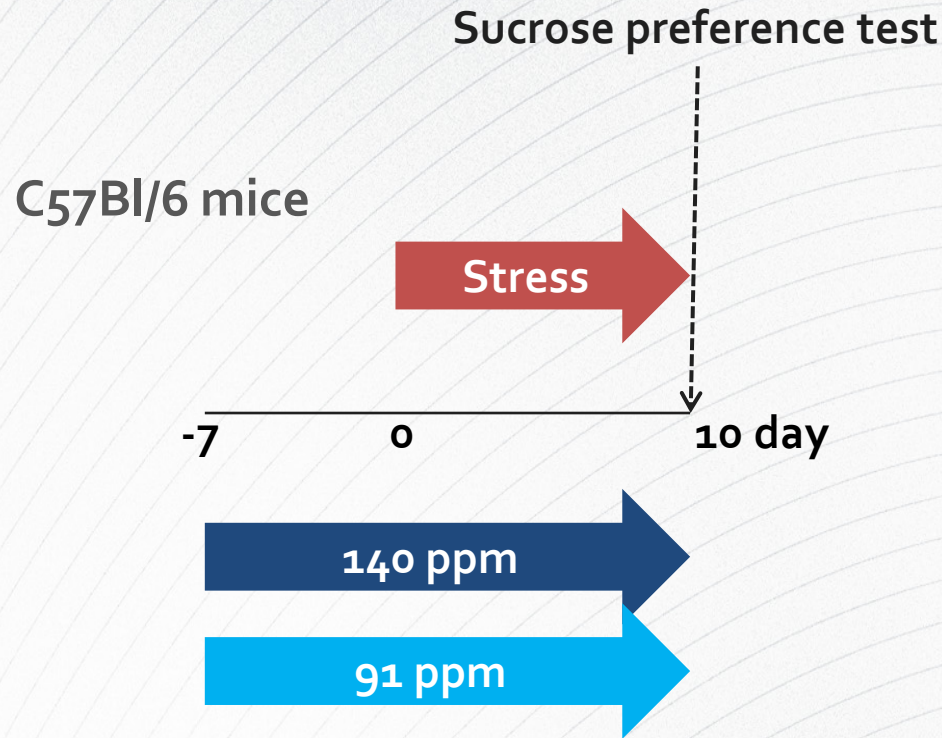 Sucrose preference test
C57Bl/6 mice
Stress
-7 0 10 day
140 ppm
91 ppm